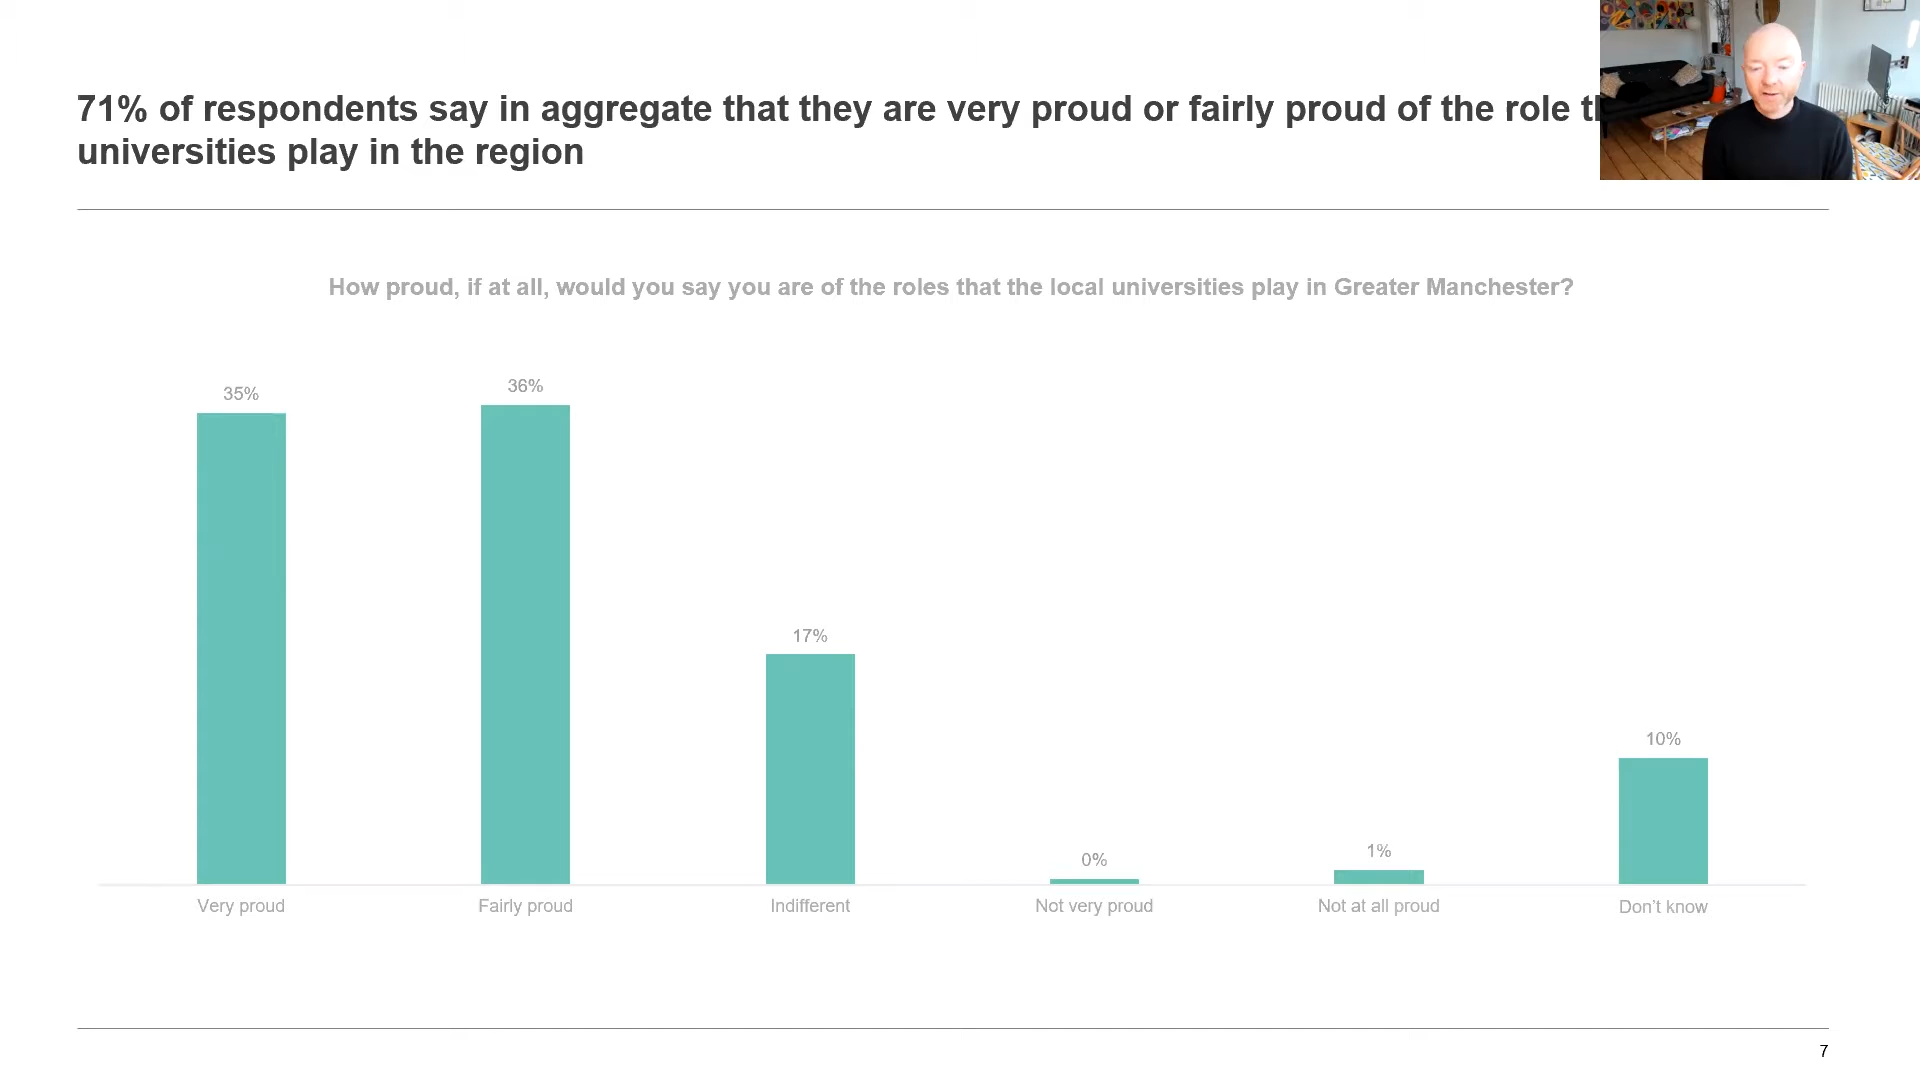 71% of respondents say in aggregate that they are very proud or fairly proud of the role
universities play in the region
How proud, if at all, would you say you are of the roles that the local universities play in Greater Manchester?
35%
36%
17%
0%
1%
10%
Very proud
Fairly proud
Indifferent
Not very proud
Not at all proud
Don't know
7